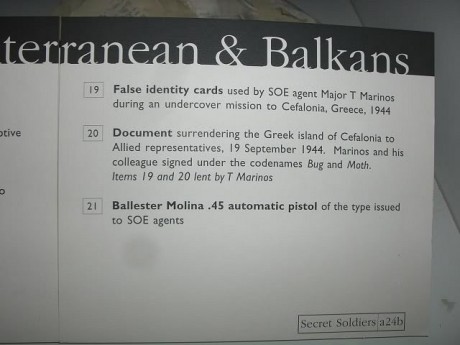 terranean & Balkans
19 False identity cards used by SOE agent Major T Marinos
during an undercover mission to Cefalonia, Greece, 1944
ptive
20 Document surrendering the Greek island of Cefalonia to
Allied representatives, 19 September 1944. Marinos and his
colleague signed under the codenames Bug and Moth.
Items 19 and 20 lent by T Marinos
o
21 Ballester Molina .45 automatic pistol of the type issued
to SOE agents
Secret Soldiers a24b